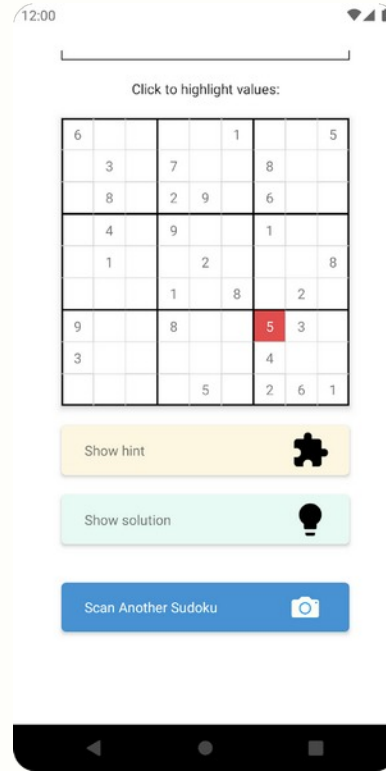 12:00
Click to highlight values:
6 1 5
3 7 8
8 2 9 6
4 9 1
1 2 8
1 8 2
9 8 5 3
3 4
5 2 6 1
Show hint
Show solution
Scan Another Sudoku